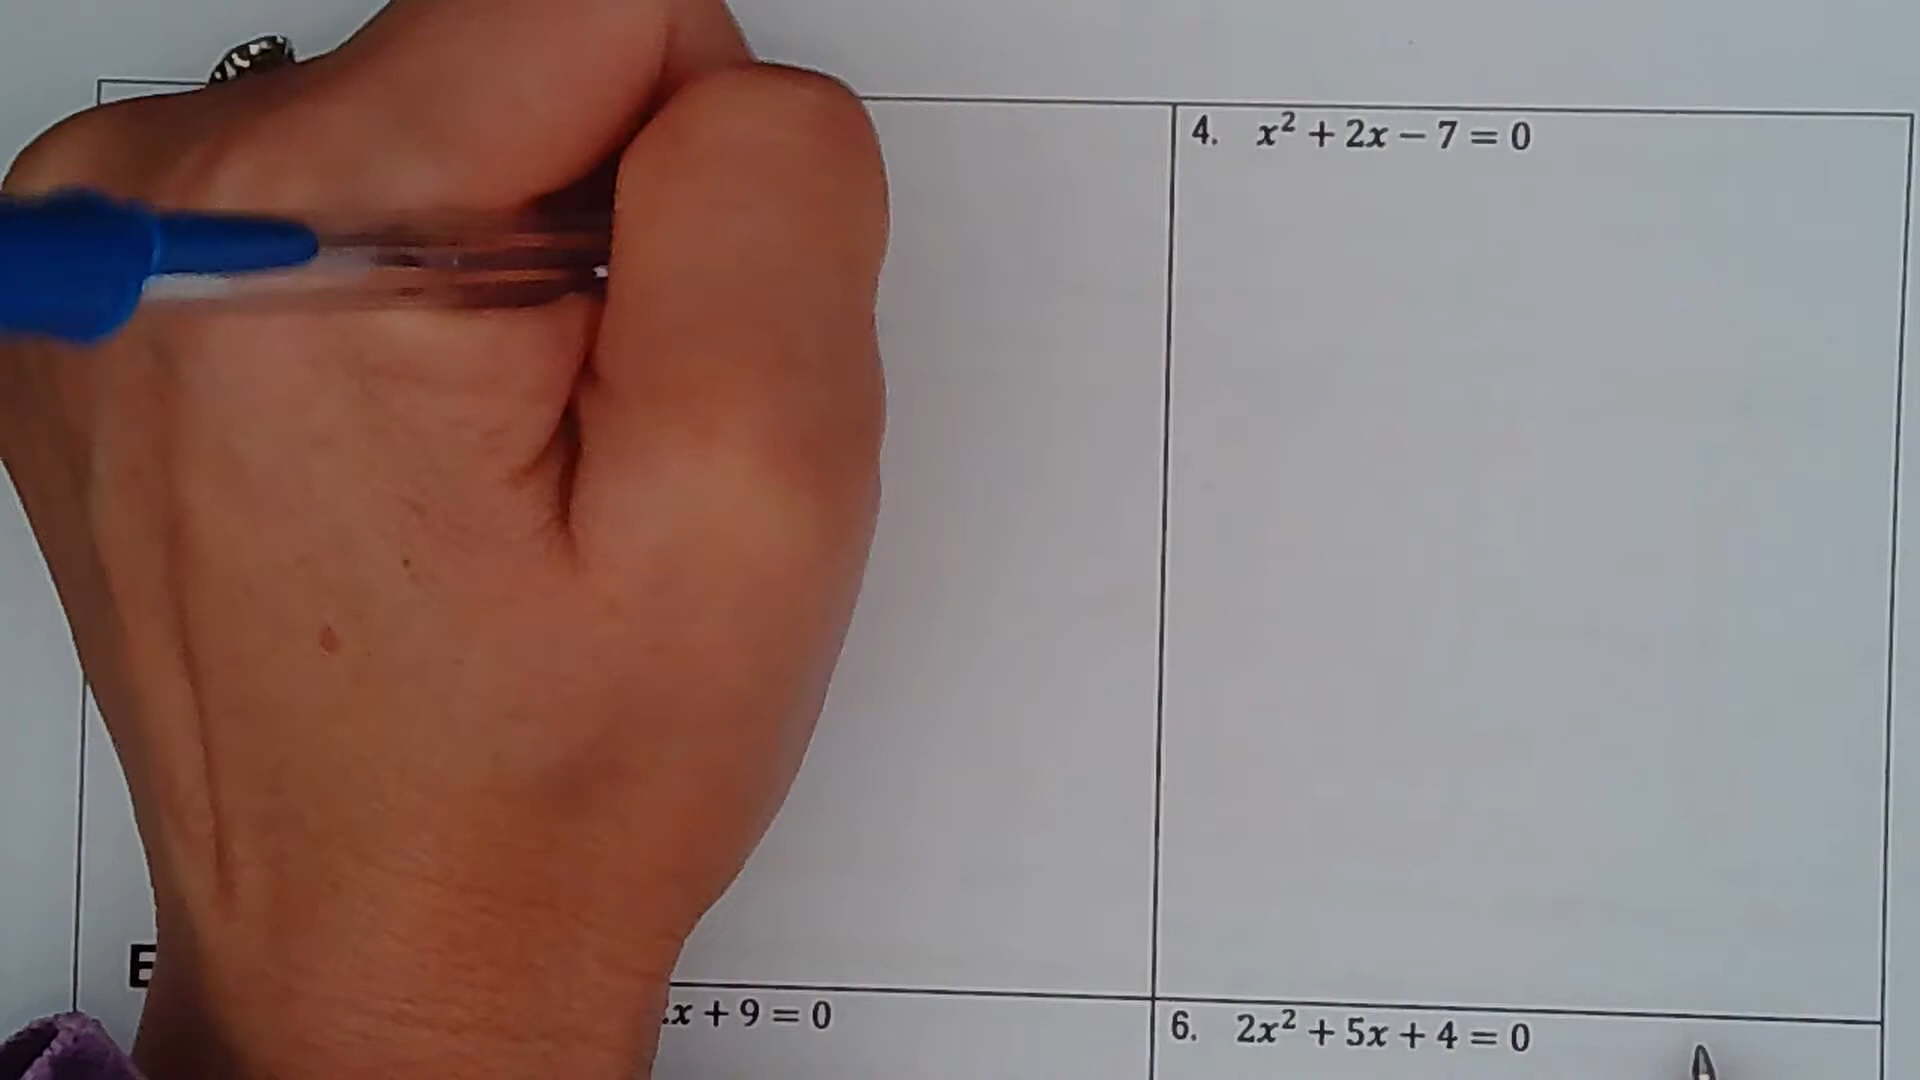 4. x² + 2x − 7 = 0
E
x + 9 = 0
6. 2x² + 5x + 4 = 0